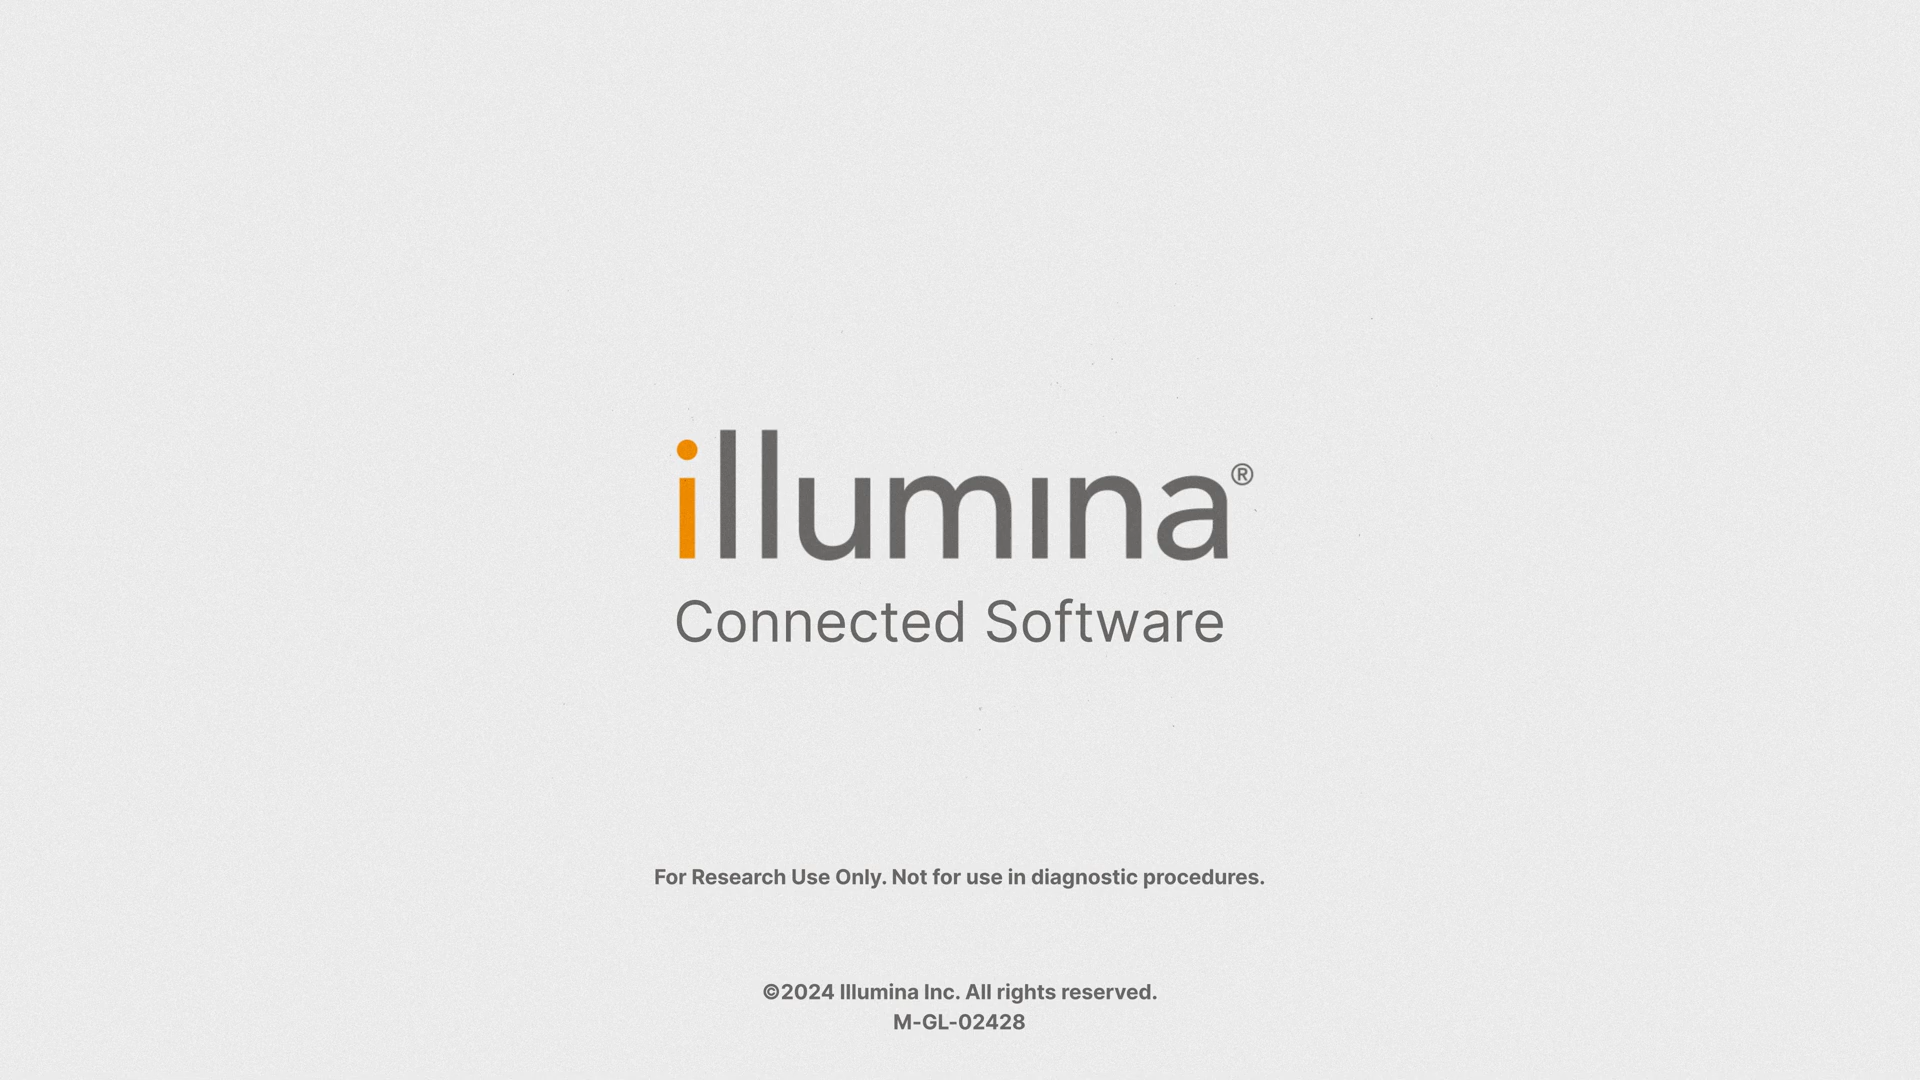 illumina®
Connected Software
For Research Use Only. Not for use in diagnostic procedures.
©2024 Illumina Inc. All rights reserved.
M-GL-02428